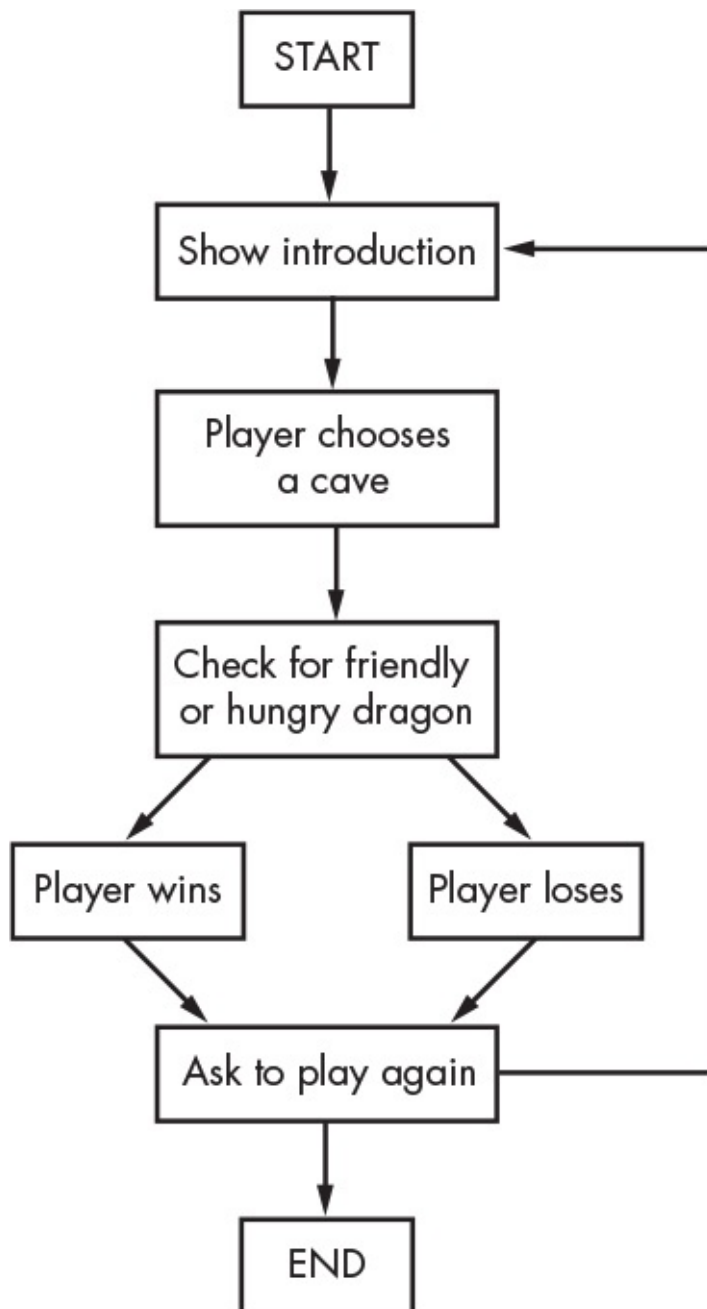 START
Show introduction
Player chooses
a cave
Check for friendly
or hungry dragon
Player wins
Player loses
Ask to play again
END